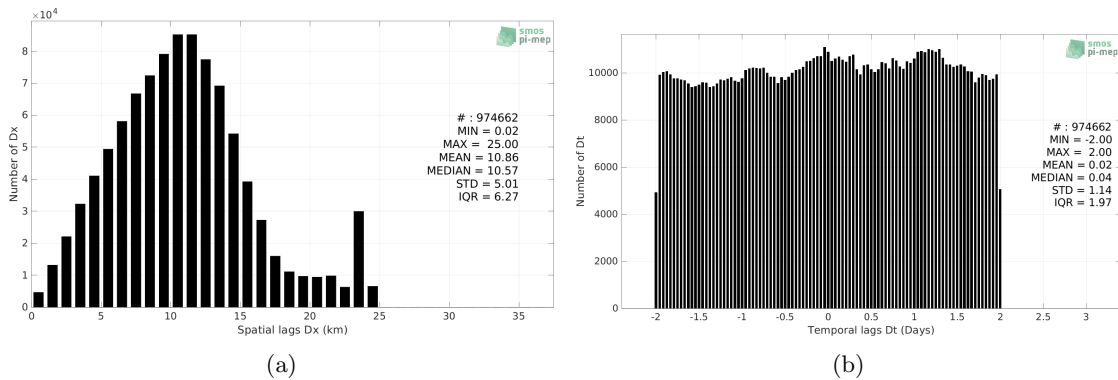 ×10⁴
8
7
6
5
4
3
2
1
0
Number of Dx
0 5 10 15 20 25 30 35
Spatial lags Dx (km)
smos
pi-mep
# : 974662
MIN = 0.02
MAX = 25.00
MEAN = 10.86
MEDIAN = 10.57
STD = 5.01
IQR = 6.27
(a)
10000
8000
6000
4000
2000
0
Number of Dt
-2 -1.5 -1 -0.5 0 0.5 1 1.5 2 2.5 3
Temporal lags Dt (Days)
smos
pi-mep
# : 974662
MIN = -2.00
MAX = 2.00
MEAN = 0.02
MEDIAN = 0.04
STD = 1.14
IQR = 1.97
(b)